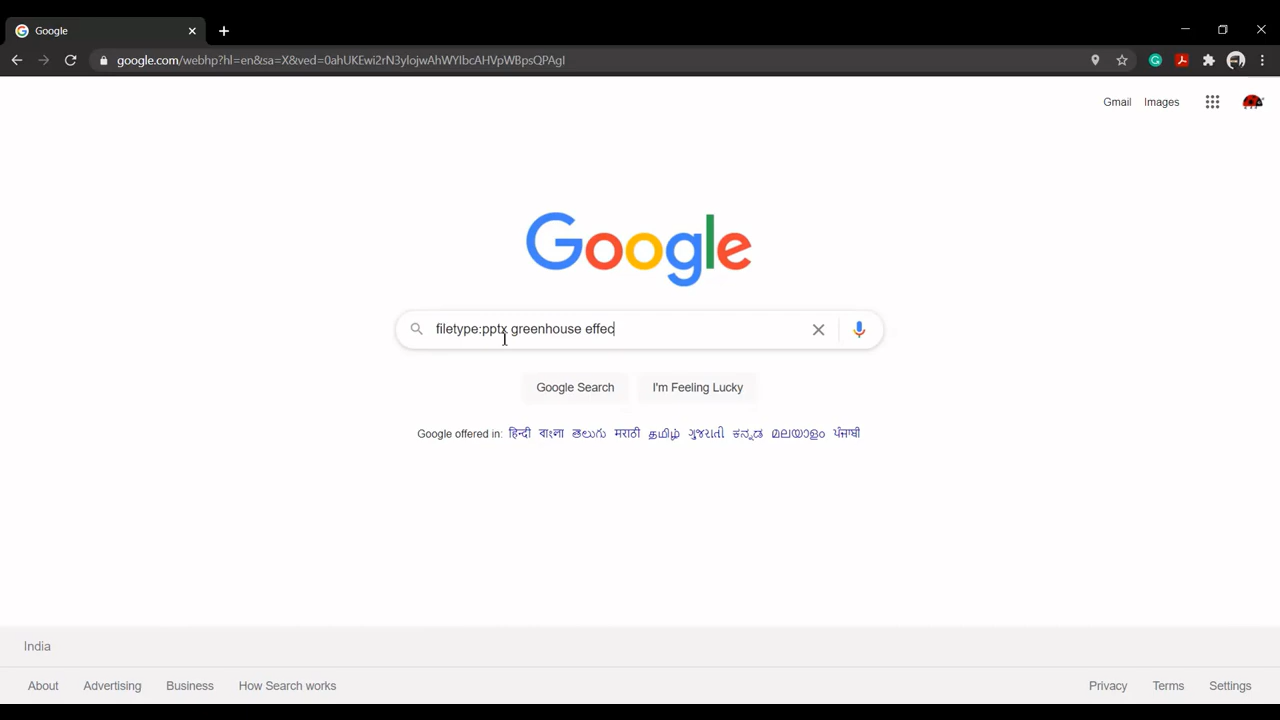 Google
google.com/webhp?hl=en&sa=X&ved=0ahUKEwi2rN3yIojwAhWYIbcAHVpWBpsQPAgI
Gmail Images
Google
filetype:pptx greenhouse effec
Google Search I'm Feeling Lucky
Google offered in: हिन्दी বাংলা తెలుగు मराठी தமிழ் ગુજરાતી ಕನ್ನಡ മലയാളം ਪੰਜਾਬੀ
India
About Advertising Business How Search works Privacy Terms Settings